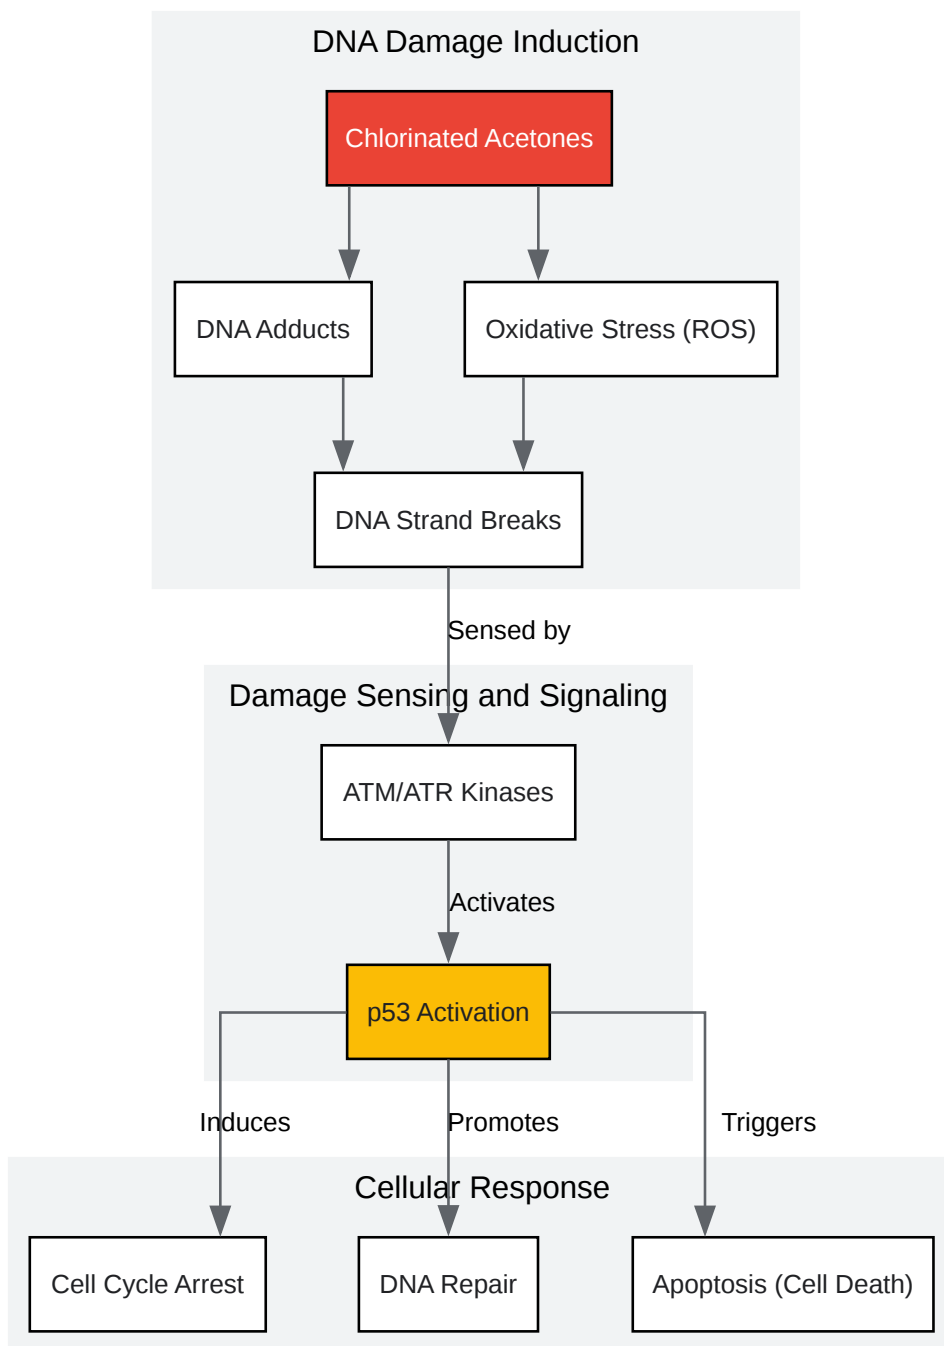 DNA Damage Induction
Chlorinated Acetones
DNA Adducts
Oxidative Stress (ROS)
DNA Strand Breaks
Sensed by
Damage Sensing and Signaling
ATM/ATR Kinases
Activates
p53 Activation
Induces
Promotes
Triggers
Cellular Response
Cell Cycle Arrest
DNA Repair
Apoptosis (Cell Death)